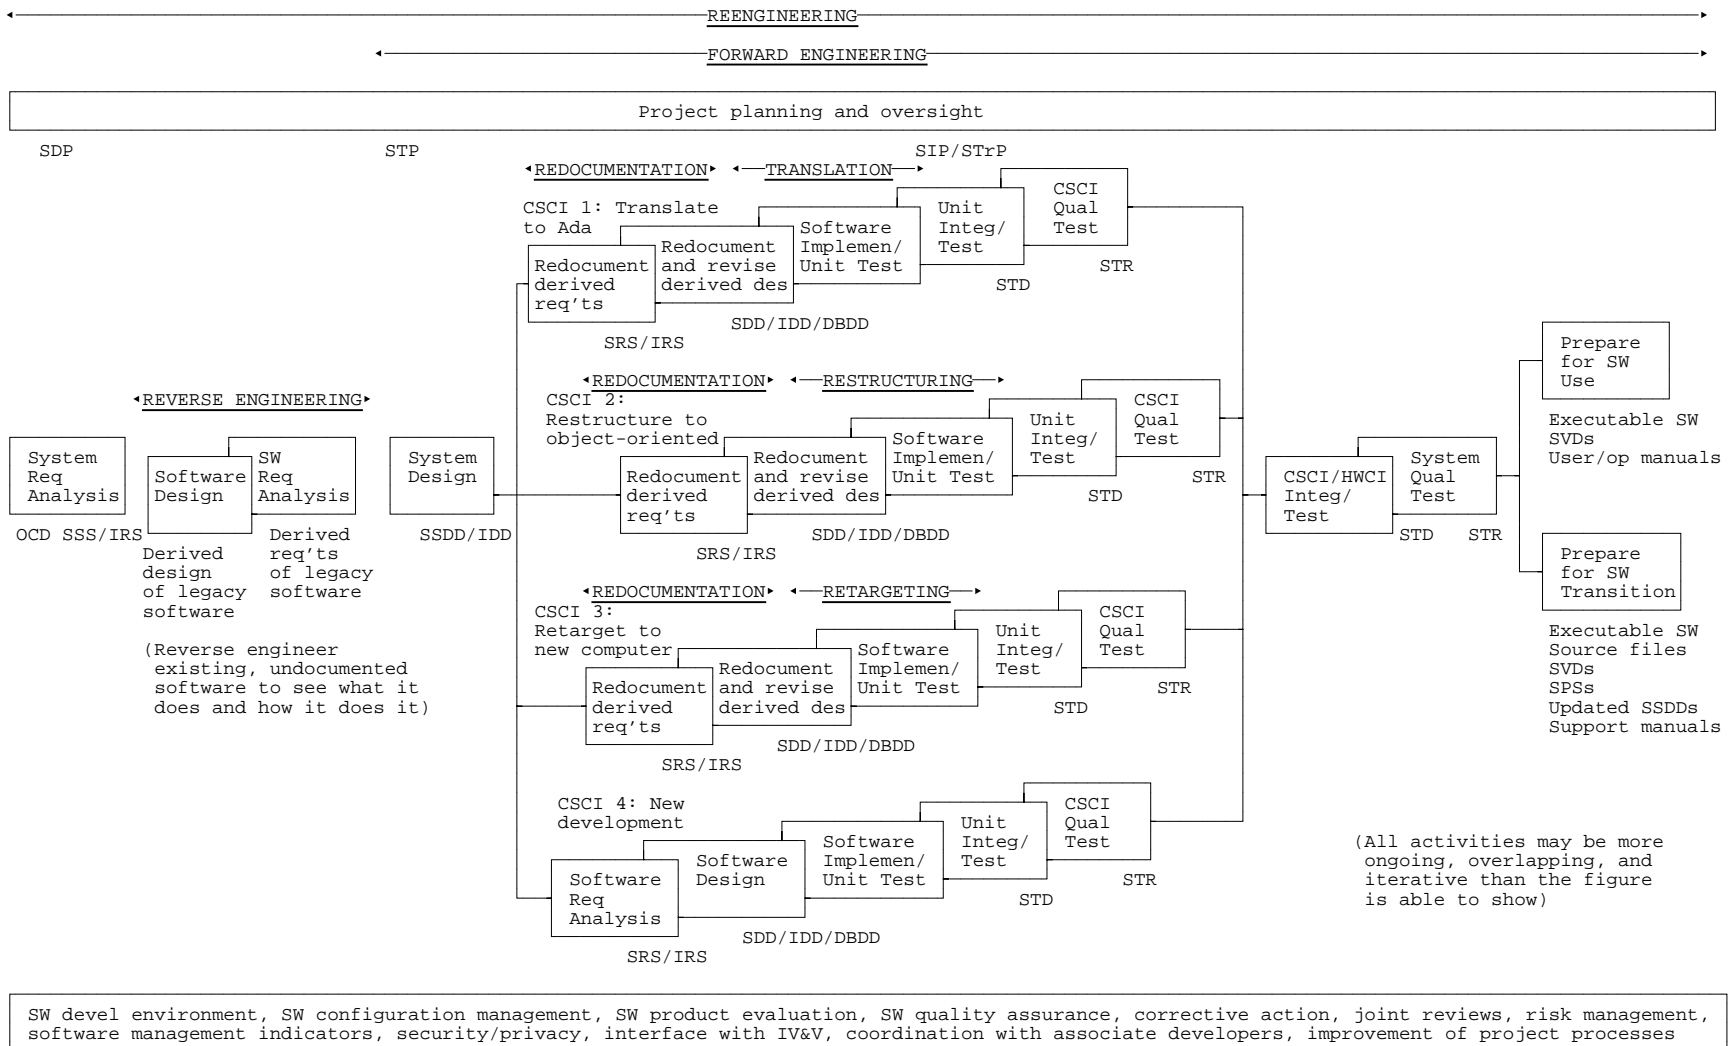 REENGINEERING
FORWARD ENGINEERING
Project planning and oversight
SDP
STP
SIP/STrP
REDOCUMENTATION
TRANSLATION
CSCI 1: Translate
to Ada
Redocument
derived
req'ts
SRS/IRS
Redocument
and revise
derived des
SDD/IDD/DBDD
Software
Implemen/
Unit Test
Unit
Integ/
Test
STD
CSCI
Qual
Test
STR
REVERSE ENGINEERING
System
Req
Analysis
OCD SSS/IRS
Software
Design
Derived
design
of legacy
software
SW
Req
Analysis
Derived
req'ts
of legacy
software
(Reverse engineer
existing, undocumented
software to see what it
does and how it does it)
System
Design
SSDD/IDD
REDOCUMENTATION
RESTRUCTURING
CSCI 2:
Restructure to
object-oriented
Redocument
derived
req'ts
SRS/IRS
Redocument
and revise
derived des
SDD/IDD/DBDD
Software
Implemen/
Unit Test
Unit
Integ/
Test
STD
CSCI
Qual
Test
STR
REDOCUMENTATION
RETARGETING
CSCI 3:
Retarget to
new computer
Redocument
derived
req'ts
SRS/IRS
Redocument
and revise
derived des
SDD/IDD/DBDD
Software
Implemen/
Unit Test
Unit
Integ/
Test
STD
CSCI
Qual
Test
STR
CSCI 4: New
development
Software
Req
Analysis
SRS/IRS
Software
Design
SDD/IDD/DBDD
Software
Implemen/
Unit Test
Unit
Integ/
Test
STD
CSCI
Qual
Test
STR
CSCI/HWCI
Integ/
Test
STD
System
Qual
Test
STR
Prepare
for SW
Use
Executable SW
SVDs
User/op manuals
Prepare
for SW
Transition
Executable SW
Source files
SVDs
SPSs
Updated SSDDs
Support manuals
(All activities may be more
ongoing, overlapping, and
iterative than the figure
is able to show)
SW devel environment, SW configuration management, SW product evaluation, SW quality assurance, corrective action, joint reviews, risk management,
software management indicators, security/privacy, interface with IV&V, coordination with associate developers, improvement of project processes